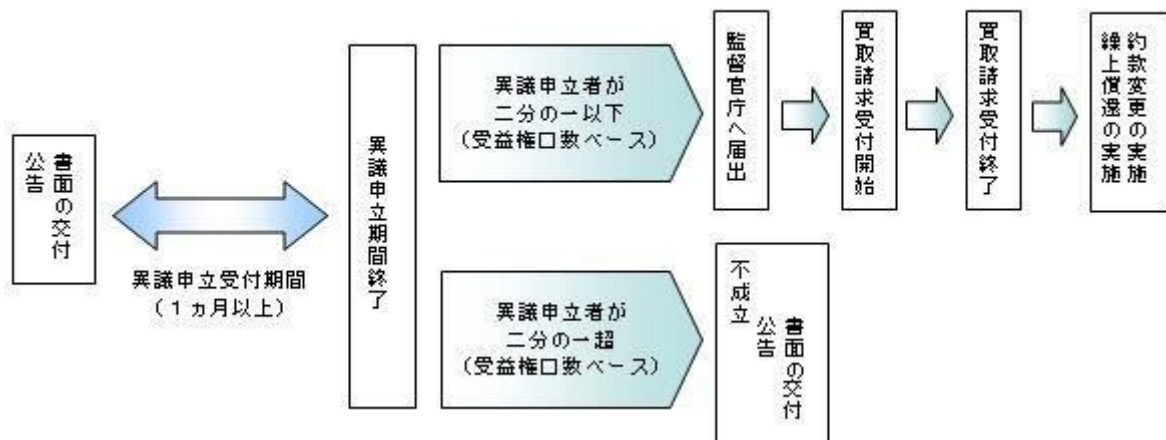 書面の交付
公告
異議申立受付期間
（１ヵ月以上）
異議申立期間終了
異議申立者が
二分の一以下
（受益権口数ベース）
監督官庁へ届出
買取請求受付開始
買取請求受付終了
約款変更の実施
繰上償還の実施
異議申立者が
二分の一超
（受益権口数ベース）
不成立
書面の交付
公告